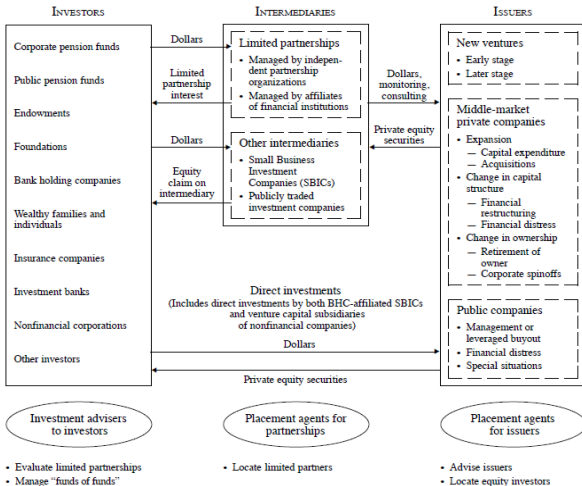 INVESTORS
Corporate pension funds
Public pension funds
Endowments
Foundations
Bank holding companies
Wealthy families and
individuals
Insurance companies
Investment banks
Nonfinancial corporations
Other investors
Dollars
Limited
partnership
interest
Dollars
Equity
claim on
intermediary
INTERMEDIARIES
Limited partnerships
• Managed by indepen-
dent partnership
organizations
• Managed by affiliates
of financial institutions
Other intermediaries
• Small Business
Investment
Companies (SBICs)
• Publicly traded
investment companies
Dollars,
monitoring,
consulting
Private equity
securities
ISSUERS
New ventures
• Early stage
• Later stage
Middle-market
private companies
• Expansion
— Capital expenditure
— Acquisitions
• Change in capital
structure
— Financial
restructuring
— Financial distress
• Change in ownership
— Retirement of
owner
— Corporate spinoffs
Public companies
• Management or
leveraged buyout
• Financial distress
• Special situations
Direct investments
(Includes direct investments by both BHC-affiliated SBICs
and venture capital subsidiaries
of nonfinancial companies)
Dollars
Private equity securities
Investment advisers
to investors
• Evaluate limited partnerships
• Manage “funds of funds”
Placement agents for
partnerships
• Locate limited partners
Placement agents
for issuers
• Advise issuers
• Locate equity investors